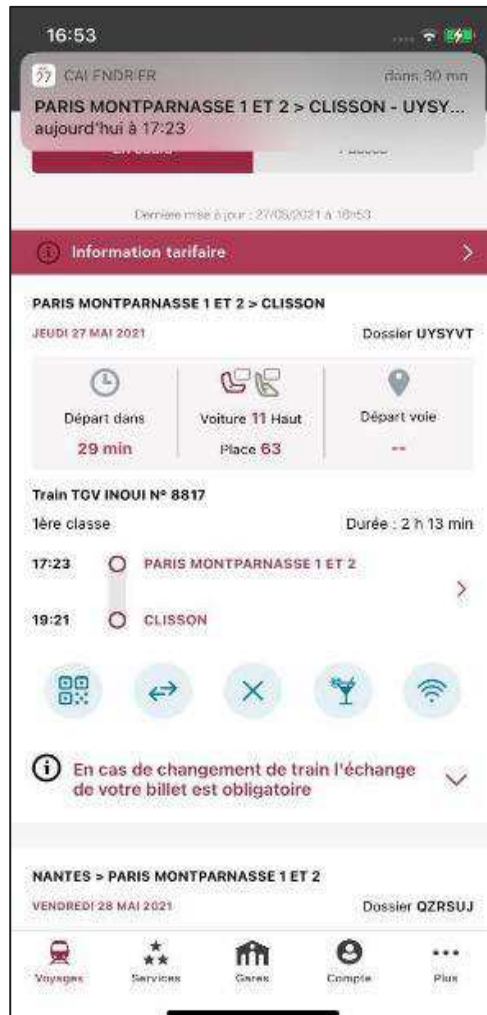 16:53
CALENDRIER dans 30 mn
PARIS MONTPARNASSE 1 ET 2 > CLISSON - UYSY...
aujourd'hui à 17:23
Dernière mise à jour : 27/05/2021 à 16h53
Information tarifaire
PARIS MONTPARNASSE 1 ET 2 > CLISSON
JEUDI 27 MAI 2021 Dossier UYSYVT
Départ dans Voiture 11 Haut Départ voie
29 min Place 63 --
Train TGV INOUI N° 8817
1ère classe Durée : 2 h 13 min
17:23 PARIS MONTPARNASSE 1 ET 2
19:21 CLISSON
En cas de changement de train l'échange
de votre billet est obligatoire
NANTES > PARIS MONTPARNASSE 1 ET 2
VENDREDI 28 MAI 2021 Dossier QZRSUJ
Voyages Services Gares Compte Plus